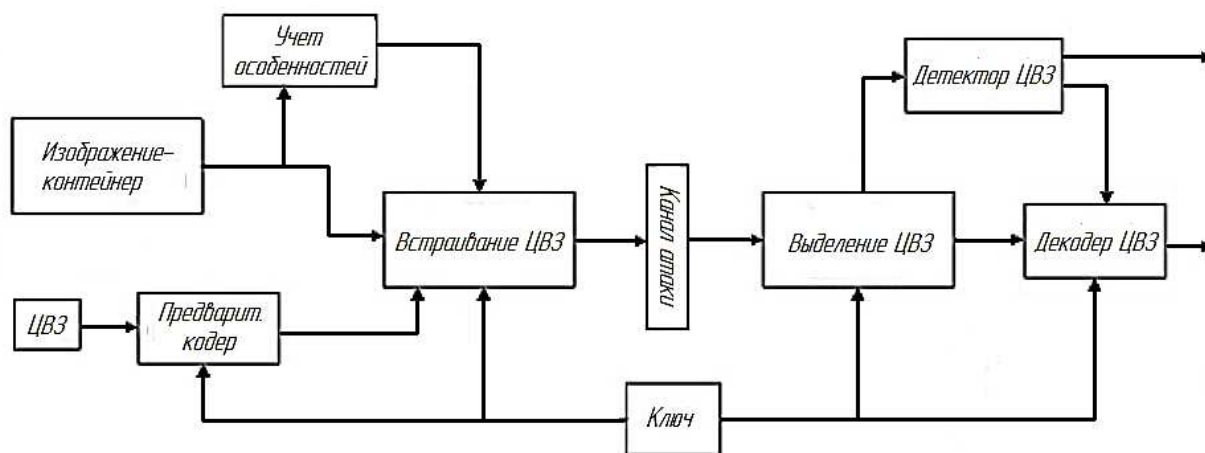 Учет
особенностей
Детектор ЦВЗ
Изображение-
контейнер
Встраивание ЦВЗ
Канал атаки
Выделение ЦВЗ
Декодер ЦВЗ
ЦВЗ
Предварит.
кодер
Ключ